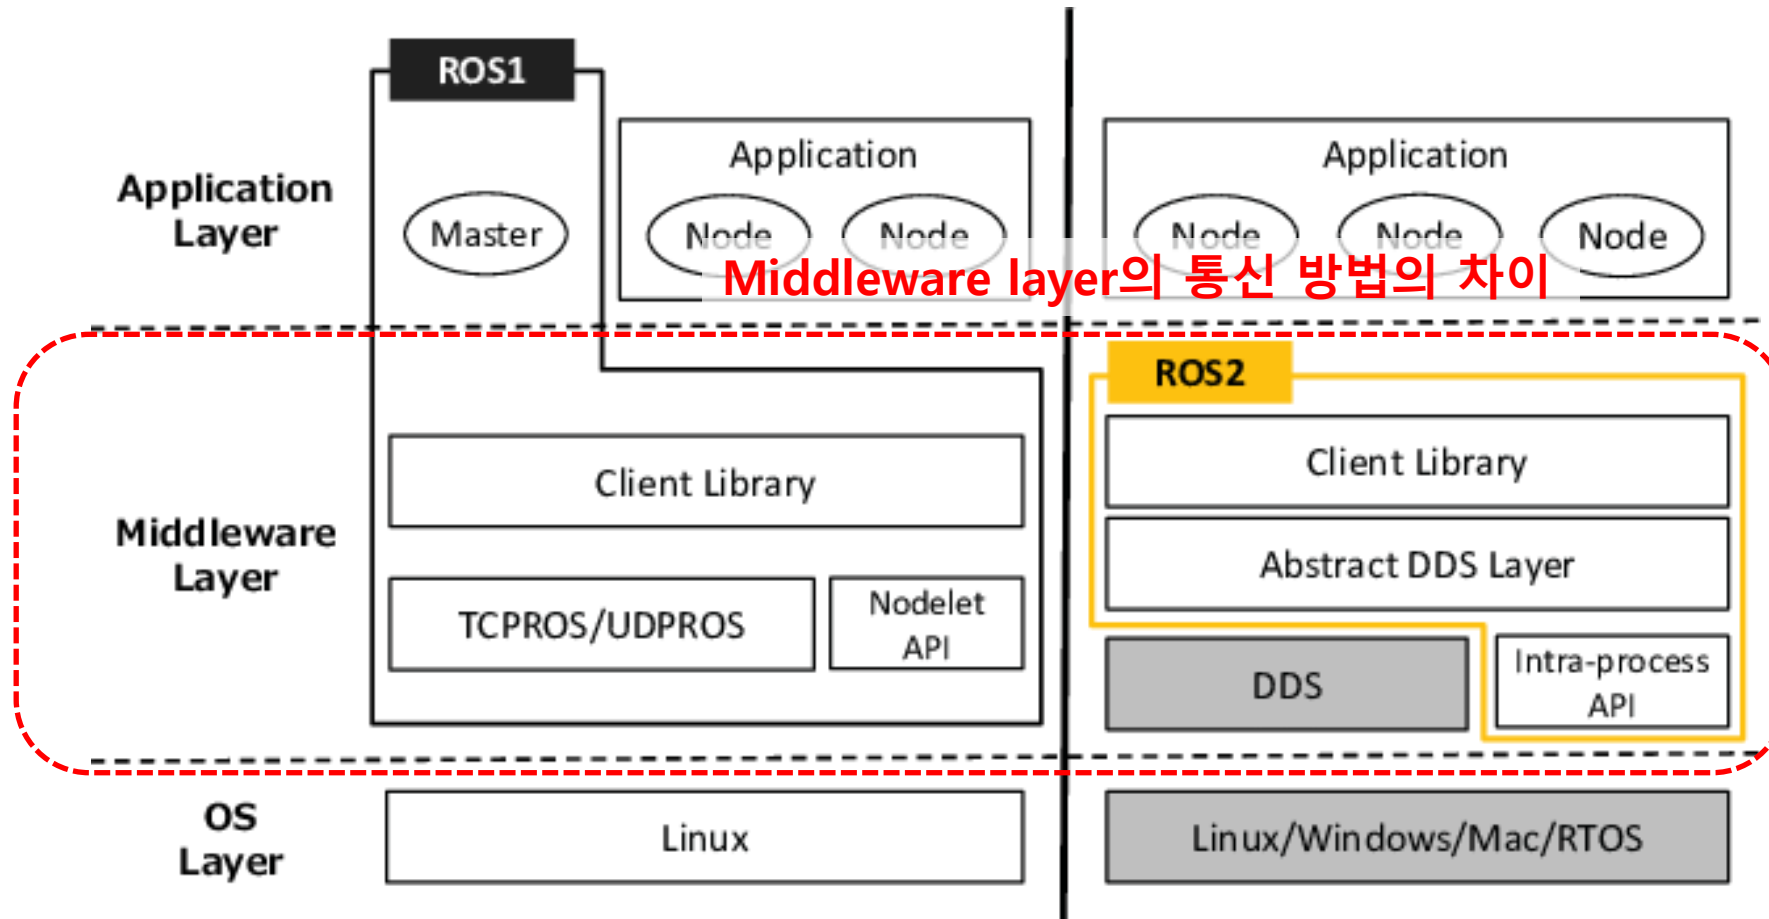 ROS1
Application
Layer
Master
Application
Node Node
Application
Node Node Node
Middleware layer의 통신 방법의 차이
Middleware
Layer
Client Library
TCPROS/UDPROS
Nodelet
API
ROS2
Client Library
Abstract DDS Layer
DDS
Intra-process
API
OS
Layer
Linux
Linux/Windows/Mac/RTOS